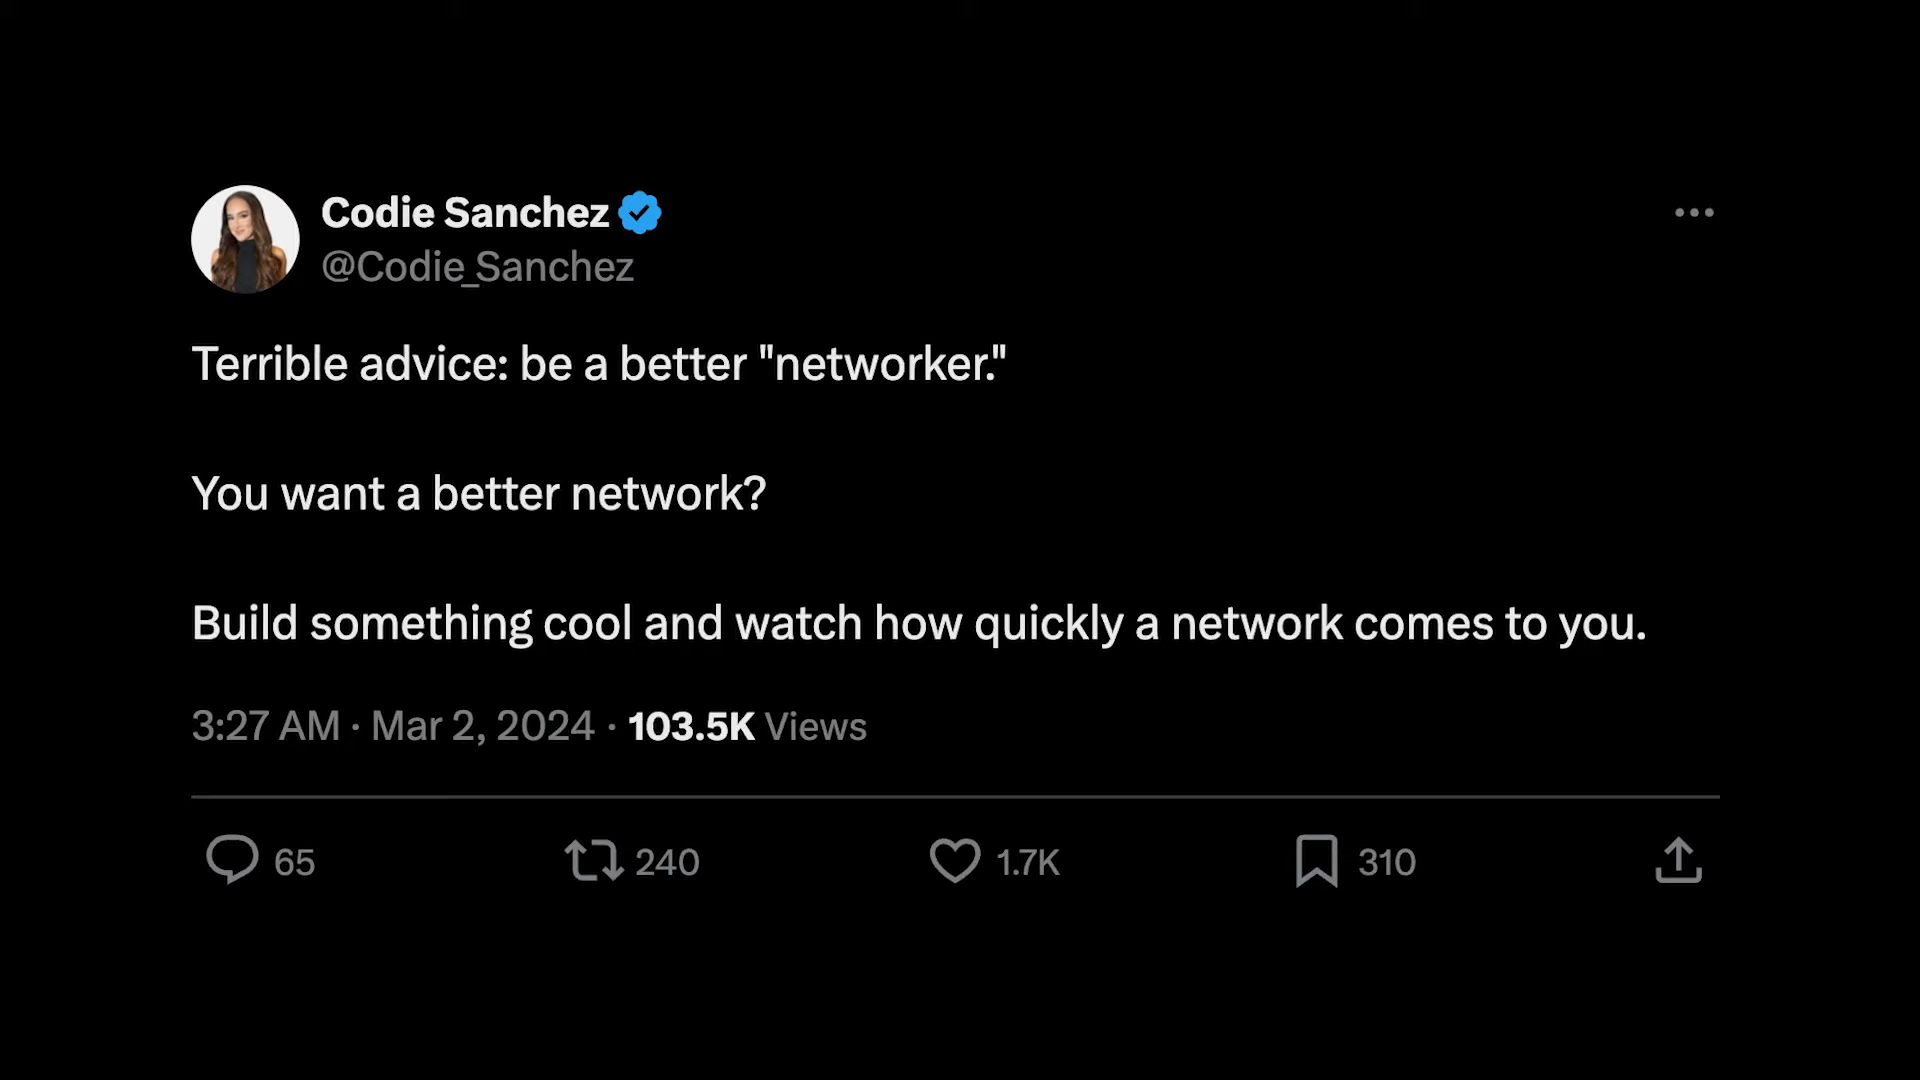 Codie Sanchez
@Codie_Sanchez
Terrible advice: be a better "networker."
You want a better network?
Build something cool and watch how quickly a network comes to you.
3:27 AM · Mar 2, 2024 · 103.5K Views
65 240 1.7K 310